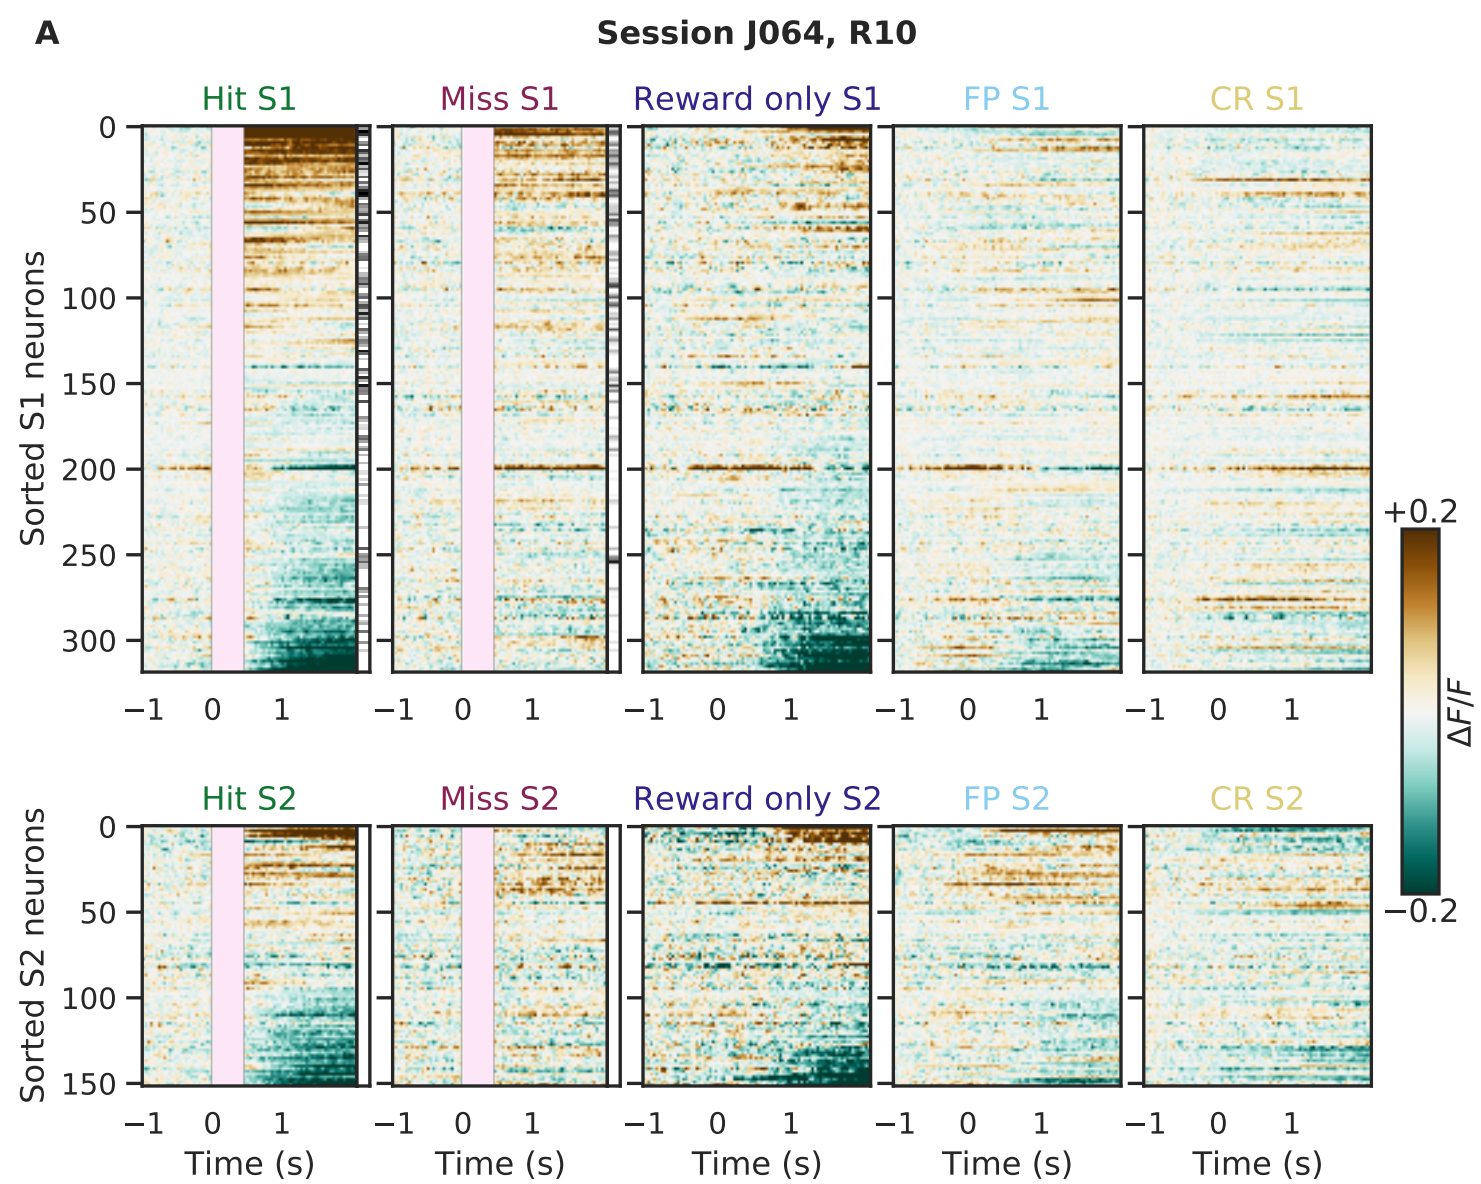 A
Session J064, R10
Hit S1 Miss S1 Reward only S1 FP S1 CR S1
Sorted S1 neurons
0
50
100
150
200
250
300
−1 0 1 −1 0 1 −1 0 1 −1 0 1 −1 0 1
+0.2
ΔF/F
−0.2
Hit S2 Miss S2 Reward only S2 FP S2 CR S2
Sorted S2 neurons
0
50
100
150
−1 0 1 −1 0 1 −1 0 1 −1 0 1 −1 0 1
Time (s) Time (s) Time (s) Time (s) Time (s)